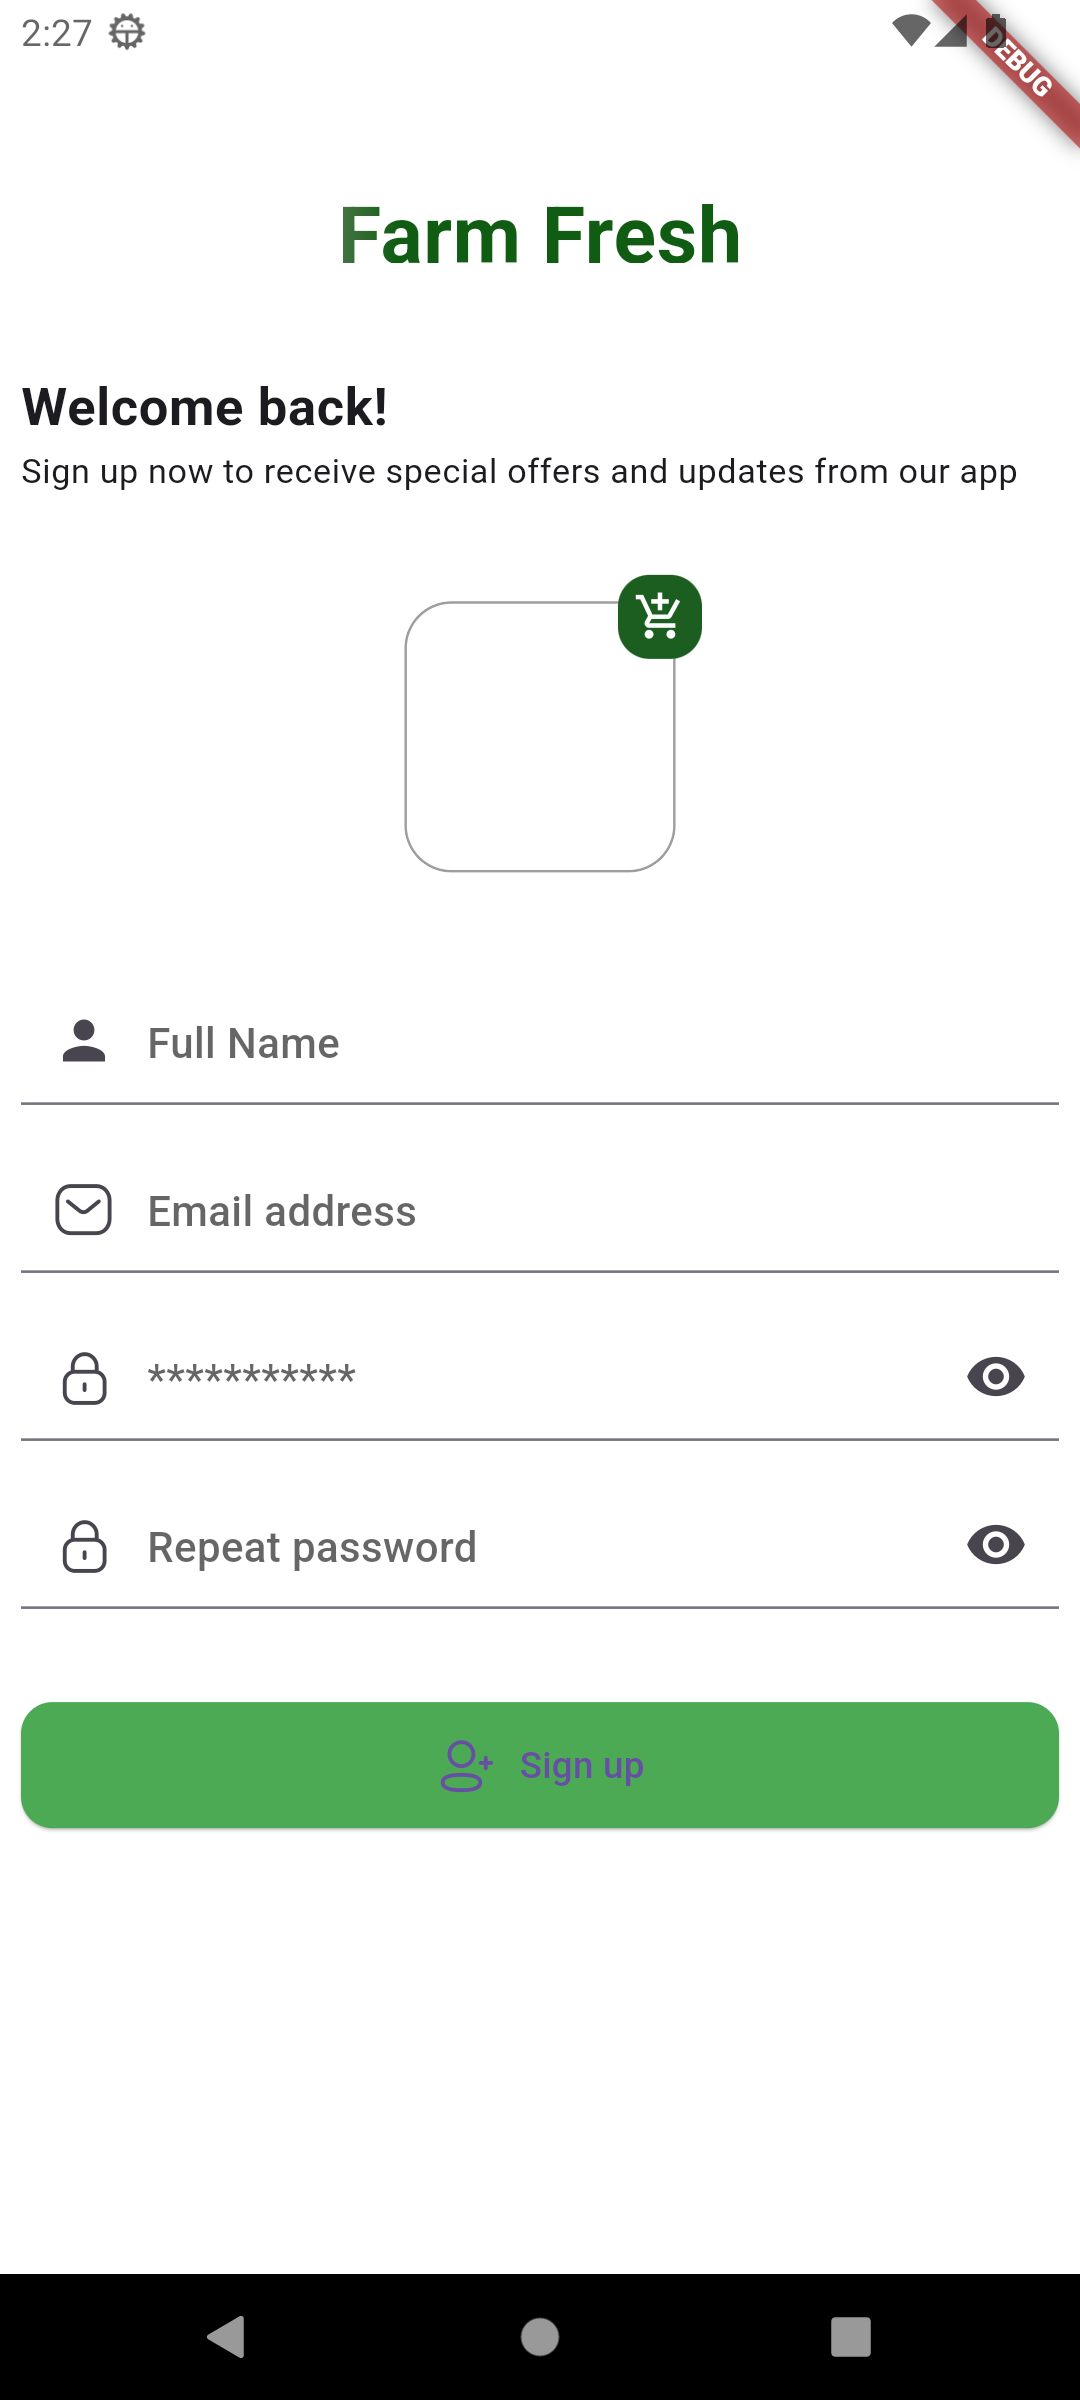 2:27
DEBUG
Farm Fresh
Welcome back!
Sign up now to receive special offers and updates from our app
Full Name
Email address
***********
Repeat password
Sign up